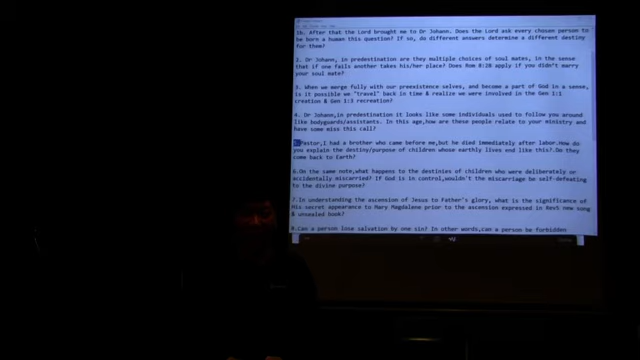 1b. After that the Lord brought me to Dr Johann. Does the Lord ask every chosen person to
be born a human this question? If so, do different answers determine a different destiny
for them?
2. Dr Johann, in predestination are they multiple choices of soul mates, in the sense
that if one fails another takes his/her place? Does Rom 8:28 apply if you didn't marry
your soul mate?
3. When we merge fully with our preexistence selves, and become a part of God in a sense,
is it possible we "travel" back in time & realize we were involved in the Gen 1:1
creation & Gen 1:3 recreation?
4. Dr Johann, in predestination it looks like some individuals used to follow you around
like bodyguards/assistants. In this age,how are these people relate to your ministry and
have some miss this call?
5. Pastor,I had a brother who came before me,but he died immediately after labor.How do
you explain the destiny/purpose of children whose earthly lives end like this?.Do they
come back to Earth?
6.On the same note,what happens to the destinies of children who were deliberately or
accidentally miscarried? If God is in control,wouldn't the miscarriage be self-defeating
to the divine purpose?
7.In understanding the ascension of Jesus to Father's glory, what is the significance of
His secret appearance to Mary Magdalene prior to the ascension expressed in Rev5 new song
& unsealed book?
8.Can a person lose salvation by one sin? In other words,can a person be forbidden